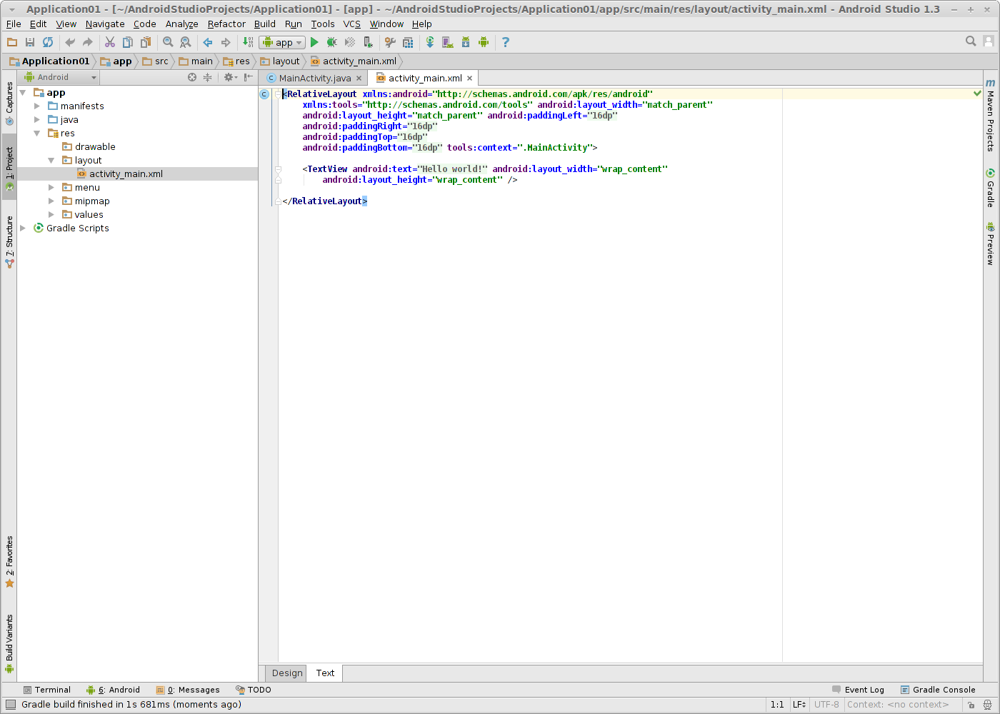 Application01 - [~/AndroidStudioProjects/Application01] - [app] - ~/AndroidStudioProjects/Application01/app/src/main/res/layout/activity_main.xml - Android Studio 1.3
File Edit View Navigate Code Analyze Refactor Build Run Tools VCS Window Help
app
Application01 app src main res layout activity_main.xml
Android
MainActivity.java activity_main.xml
Captures
1: Project
7: Structure
2: Favorites
Build Variants
app
manifests
java
res
drawable
layout
activity_main.xml
menu
mipmap
values
Gradle Scripts
<RelativeLayout xmlns:android="http://schemas.android.com/apk/res/android"
xmlns:tools="http://schemas.android.com/tools" android:layout_width="match_parent"
android:layout_height="match_parent" android:paddingLeft="16dp"
android:paddingRight="16dp"
android:paddingTop="16dp"
android:paddingBottom="16dp" tools:context=".MainActivity">
<TextView android:text="Hello world!" android:layout_width="wrap_content"
android:layout_height="wrap_content" />
</RelativeLayout>
m Maven Projects
Gradle
Preview
Design Text
Terminal 6: Android 0: Messages TODO Event Log Gradle Console
Gradle build finished in 1s 681ms (moments ago) 1:1 LF UTF-8 Context: <no context>